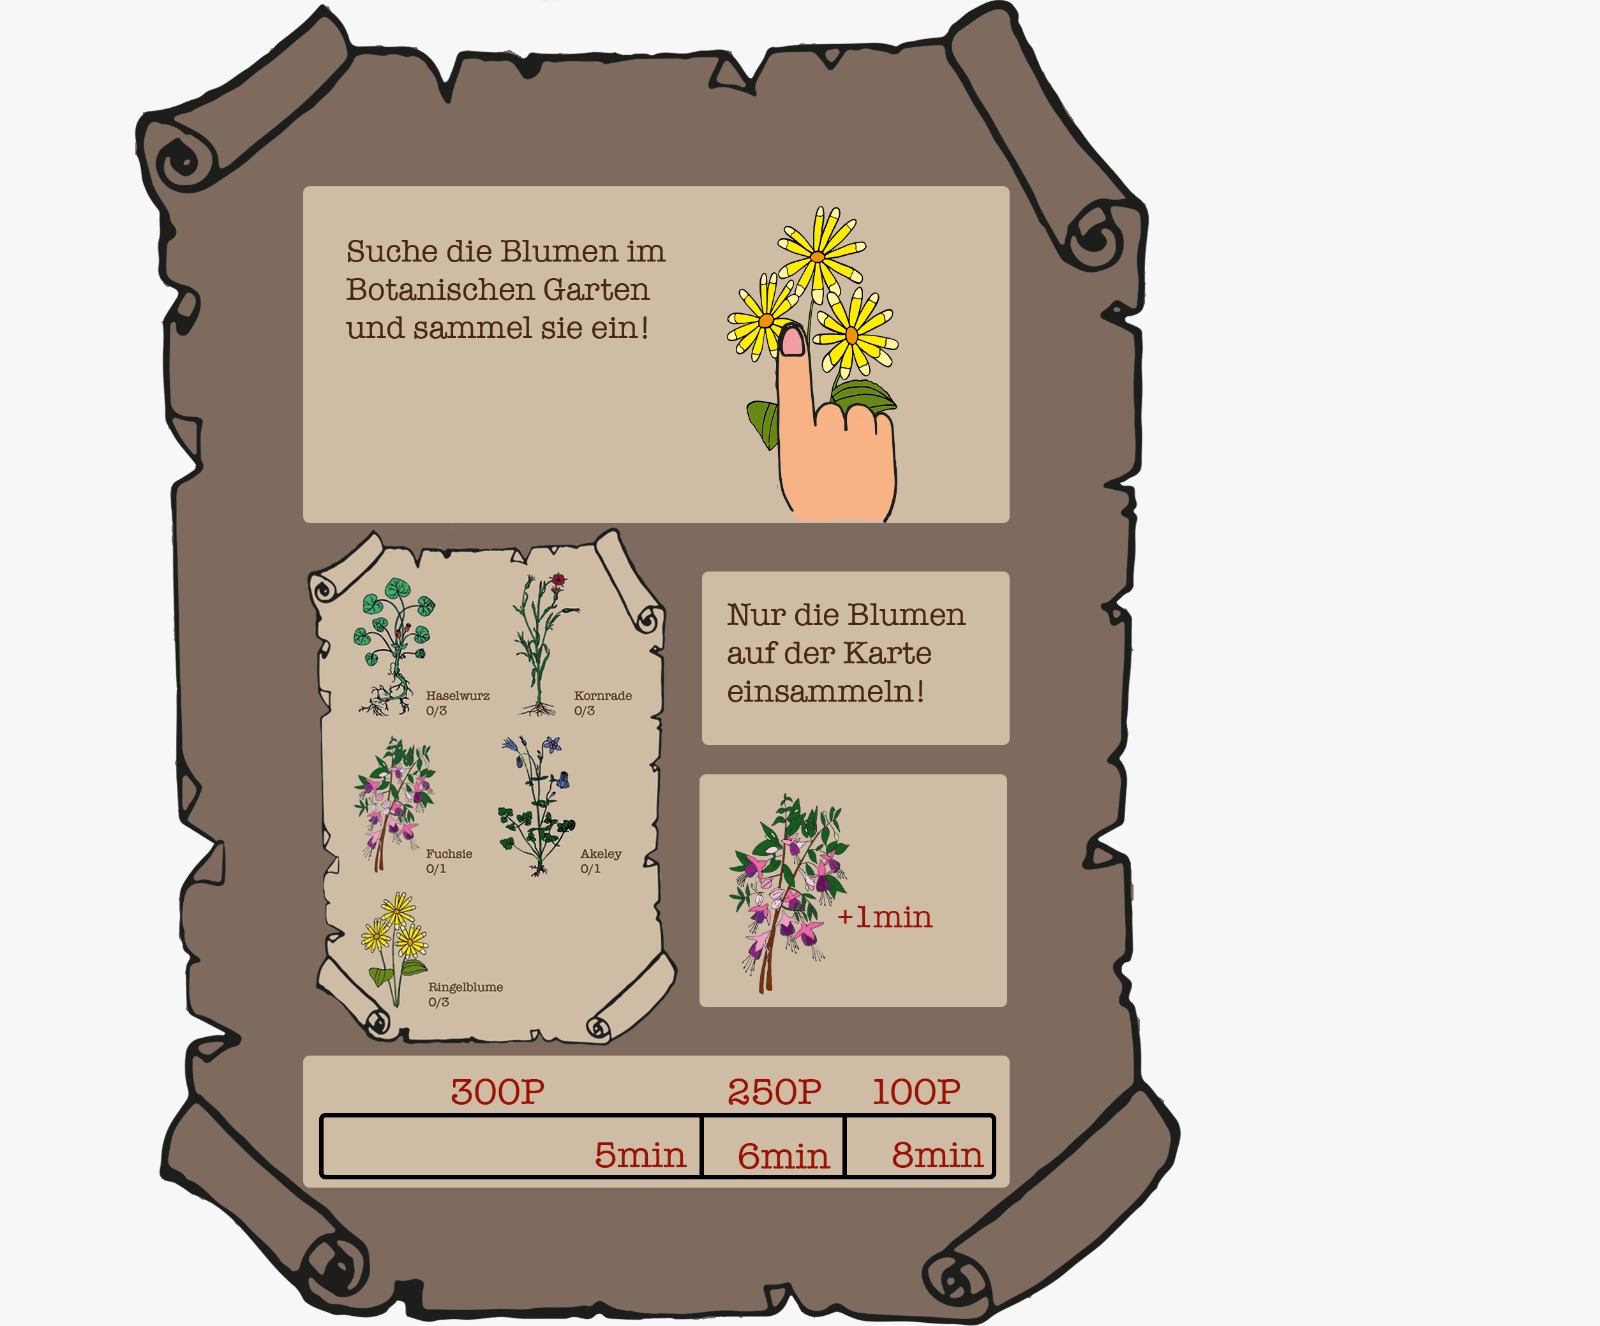 Suche die Blumen im
Botanischen Garten
und sammel sie ein!
Haselwurz
0/3
Kornrade
0/3
Fuchsie
0/1
Akeley
0/1
Ringelblume
0/3
Nur die Blumen
auf der Karte
einsammeln!
+1min
300P 250P 100P
5min 6min 8min